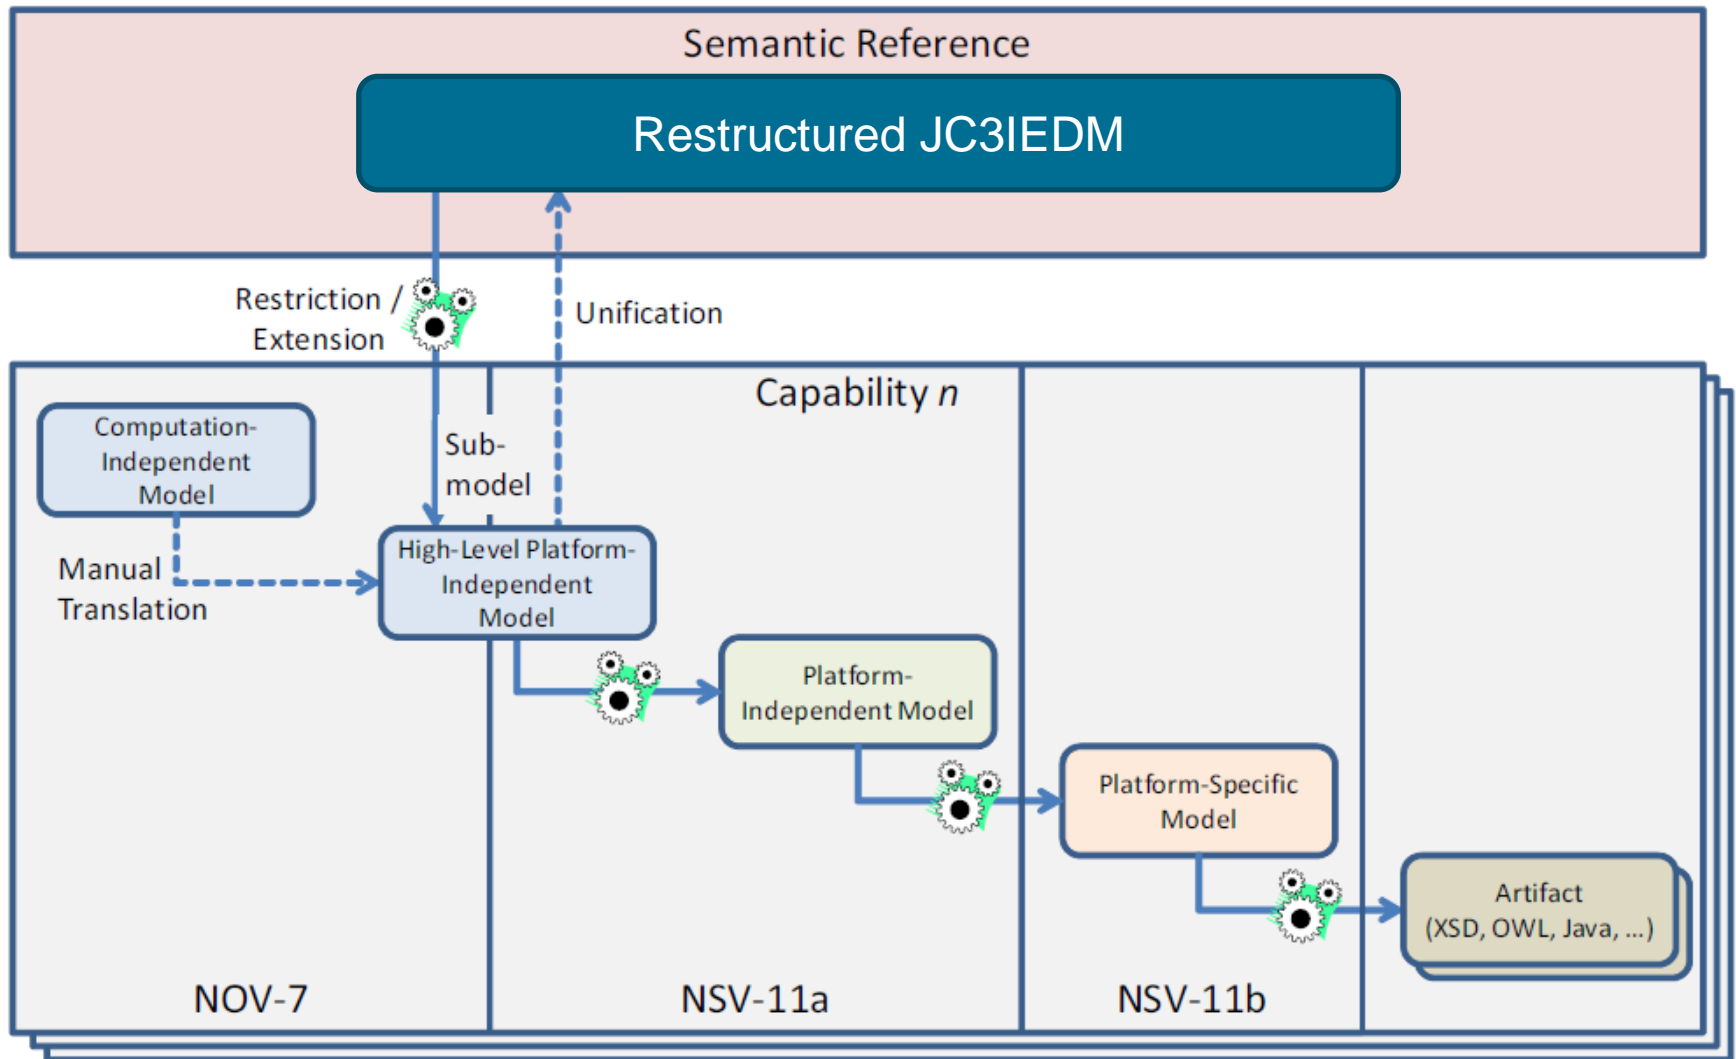 Semantic Reference
Restructured JC3IEDM
Restriction /
Extension
Unification
Capability n
Computation-
Independent
Model
Sub-
model
Manual
Translation
High-Level Platform-
Independent
Model
Platform-
Independent Model
Platform-Specific
Model
Artifact
(XSD, OWL, Java, ...)
NOV-7
NSV-11a
NSV-11b